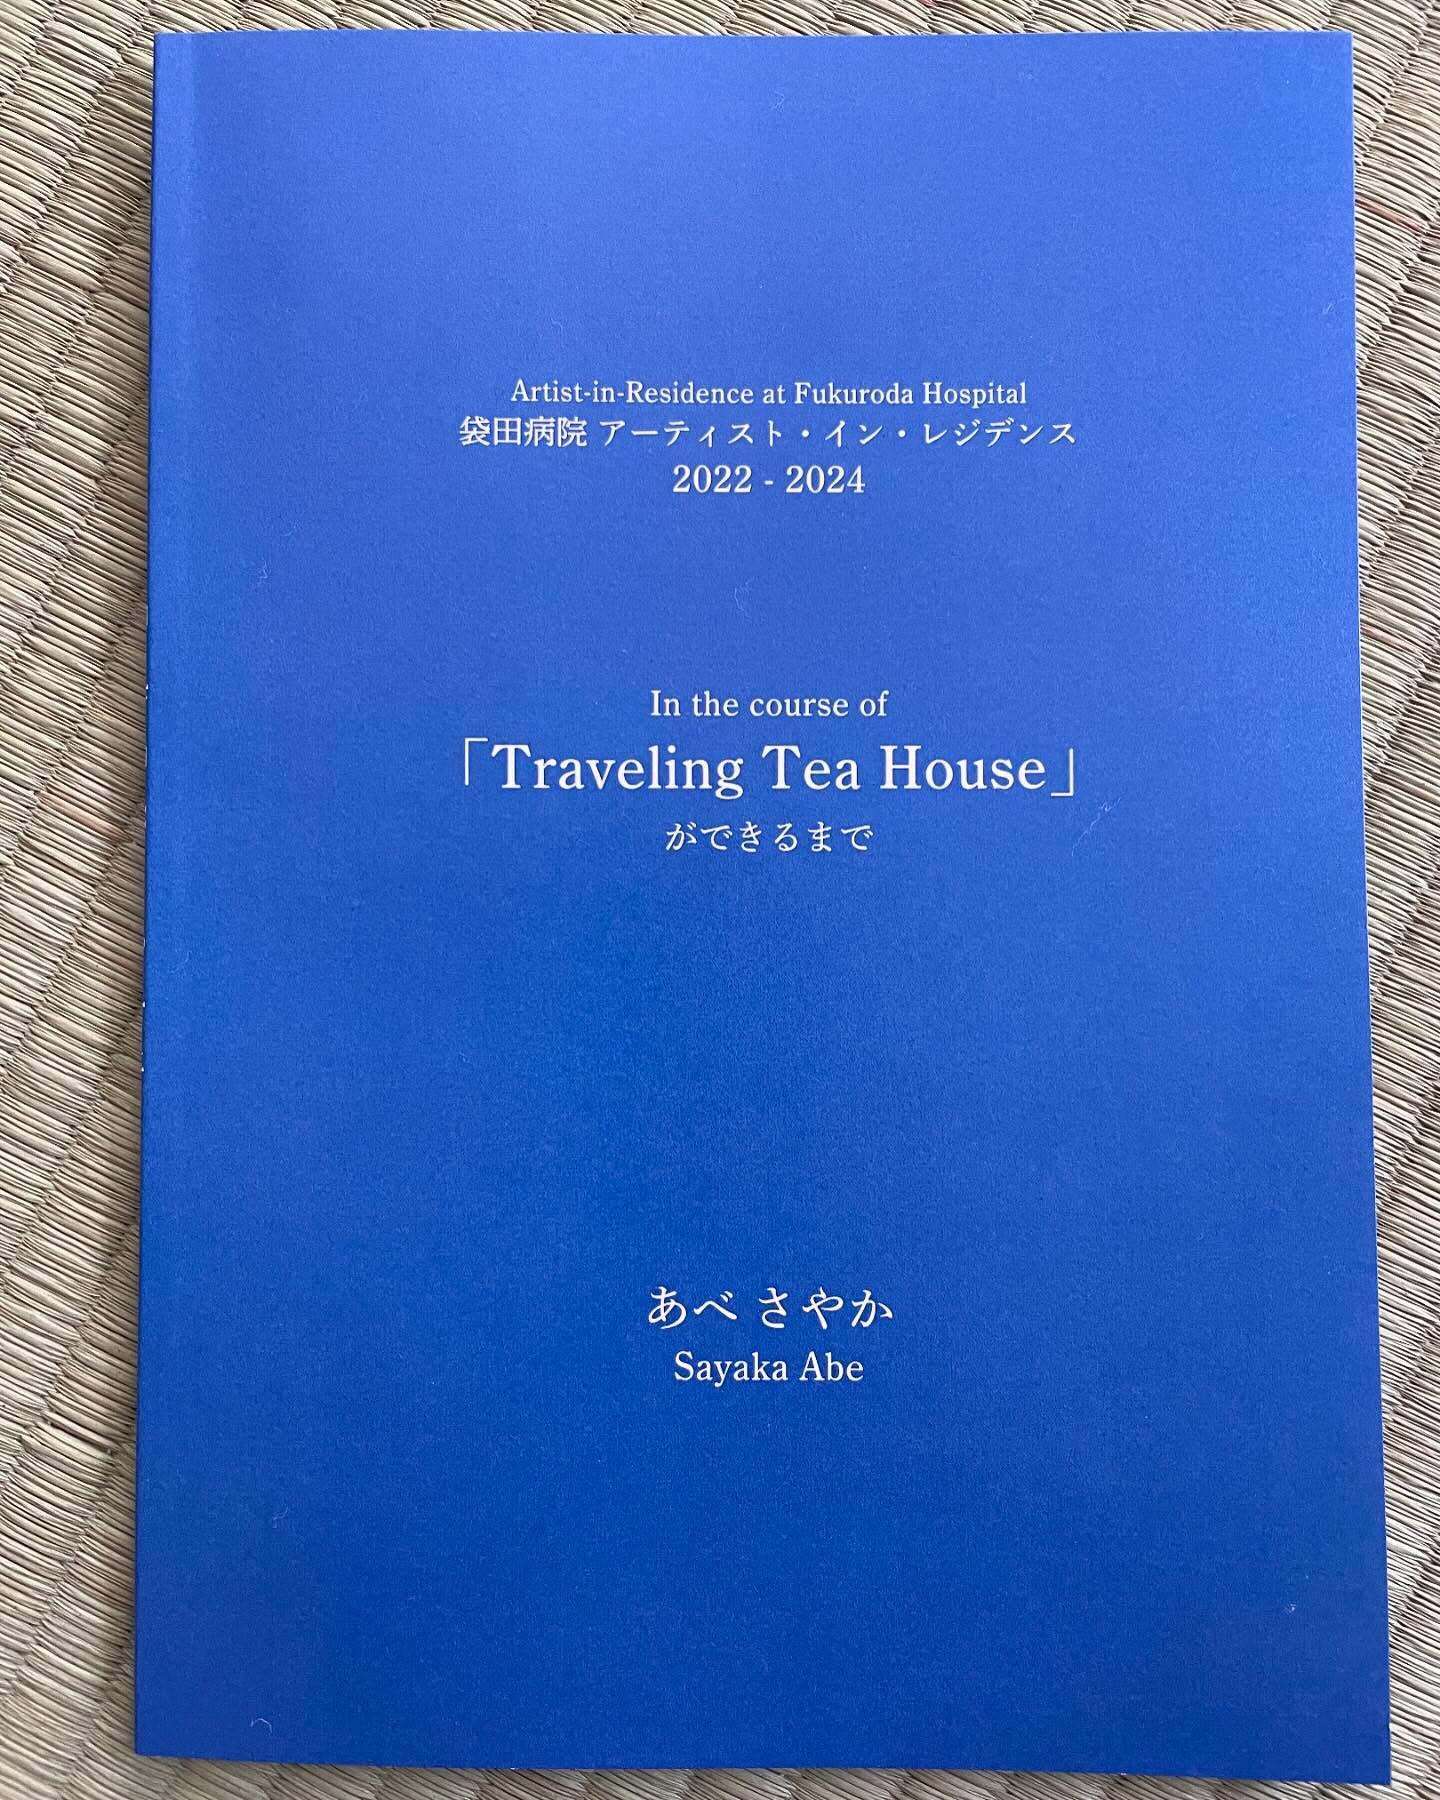 Artist-in-Residence at Fukuroda Hospital
袋田病院 アーティスト・イン・レジデンス
2022 - 2024
In the course of
「Traveling Tea House」
ができるまで
あべ さやか
Sayaka Abe